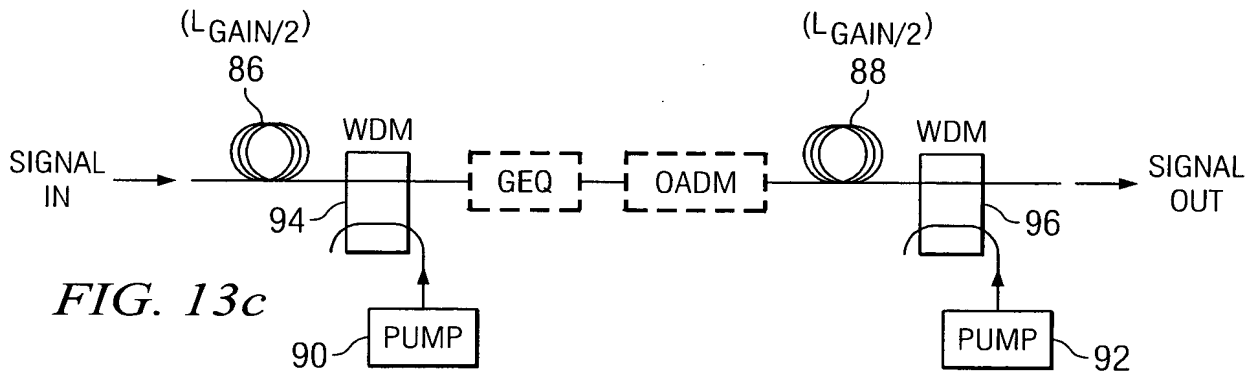 (LGAIN/2)
86
(LGAIN/2)
88
WDM
WDM
SIGNAL
IN
GEQ
OADM
SIGNAL
OUT
94
96
FIG. 13c
90
PUMP
PUMP
92